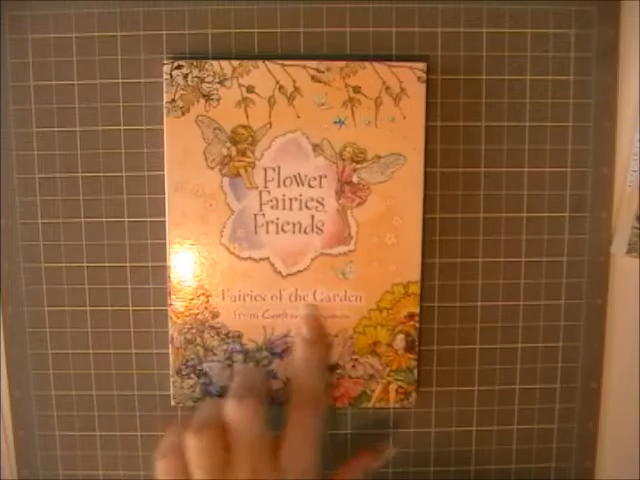 Flower
Fairies
Friends
Fairies of the Garden
from